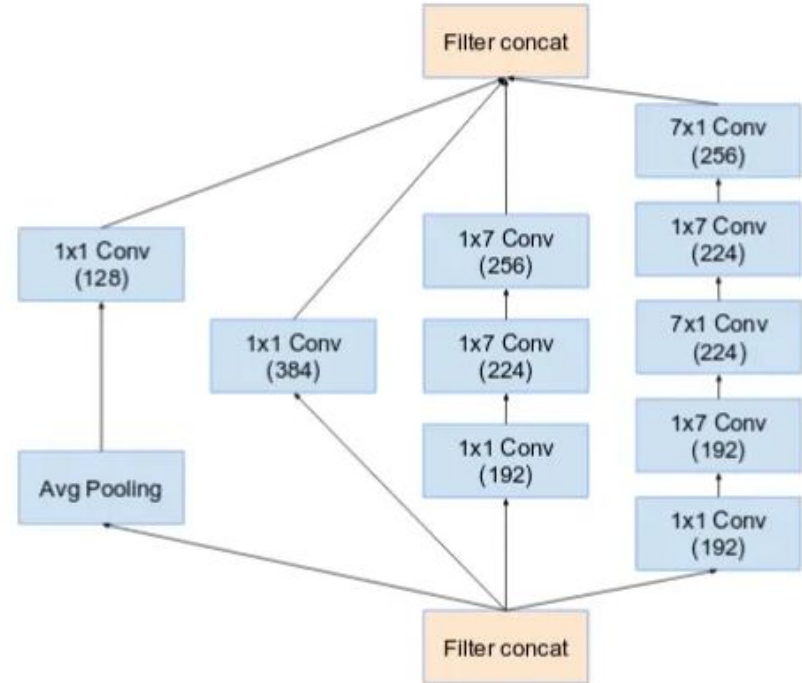 Filter concat
1x1 Conv
(128)
Avg Pooling
1x1 Conv
(384)
1x7 Conv
(256)
1x7 Conv
(224)
1x1 Conv
(192)
7x1 Conv
(256)
1x7 Conv
(224)
7x1 Conv
(224)
1x7 Conv
(192)
1x1 Conv
(192)
Filter concat